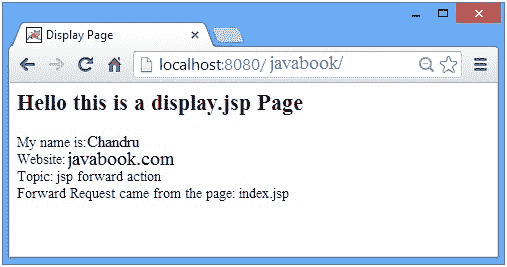 Display Page
localhost:8080/ javabook/
Hello this is a display.jsp Page
My name is:Chandru
Website: javabook.com
Topic: jsp forward action
Forward Request came from the page: index.jsp